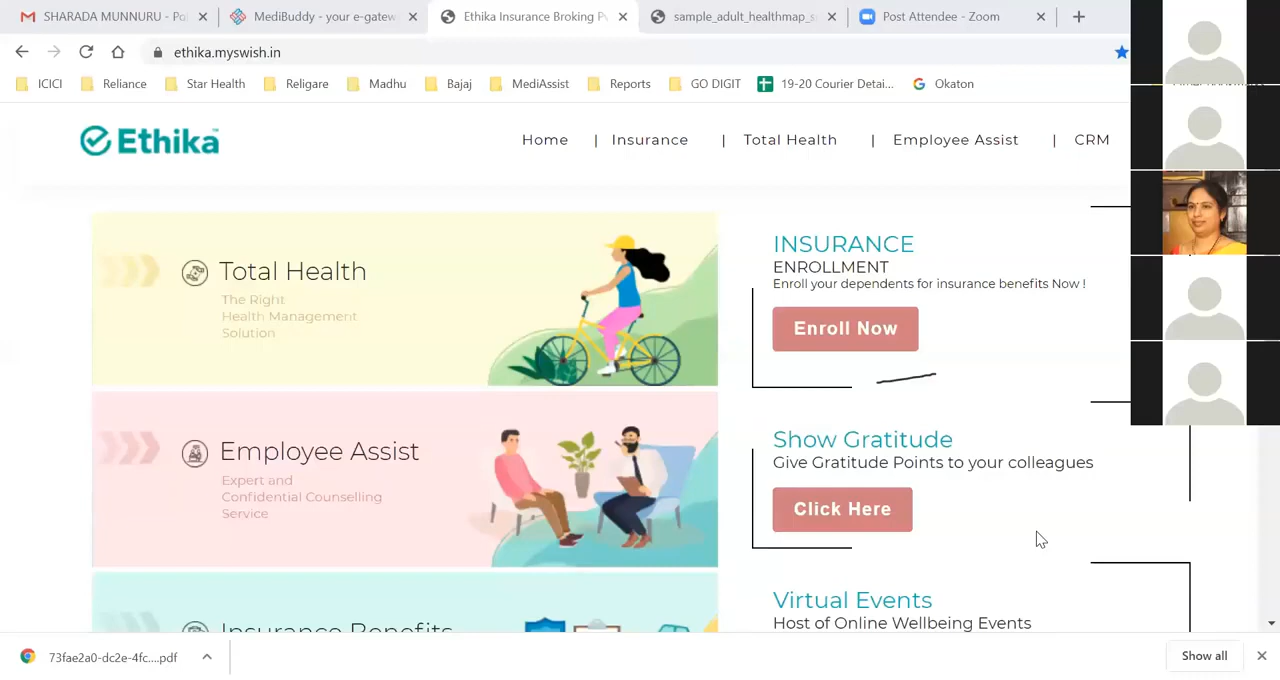 SHARADA MUNNURU - Po
MediBuddy - your e-gatew
Ethika Insurance Broking Pv
sample_adult_healthmap_s
Post Attendee - Zoom
ethika.myswish.in
ICICI
Reliance
Star Health
Religare
Madhu
Bajaj
MediAssist
Reports
GO DIGIT
19-20 Courier Detai...
Okaton
Ethika™
Home | Insurance | Total Health | Employee Assist | CRM
Total Health
The Right
Health Management
Solution
INSURANCE
ENROLLMENT
Enroll your dependents for insurance benefits Now !
Enroll Now
Employee Assist
Expert and
Confidential Counselling
Service
Show Gratitude
Give Gratitude Points to your colleagues
Click Here
Insurance Benefits
Virtual Events
Host of Online Wellbeing Events
73fae2a0-dc2e-4fc....pdf
Show all